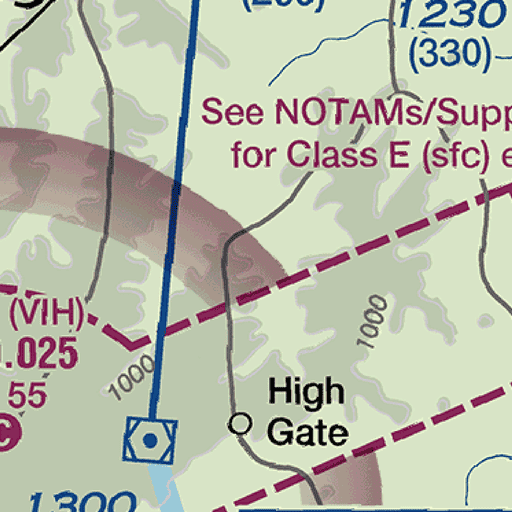 1230
(330)
See NOTAMs/Supp
for Class E (sfc) e
(VIH)
.025
1000
1000
55
C
High
Gate
1300